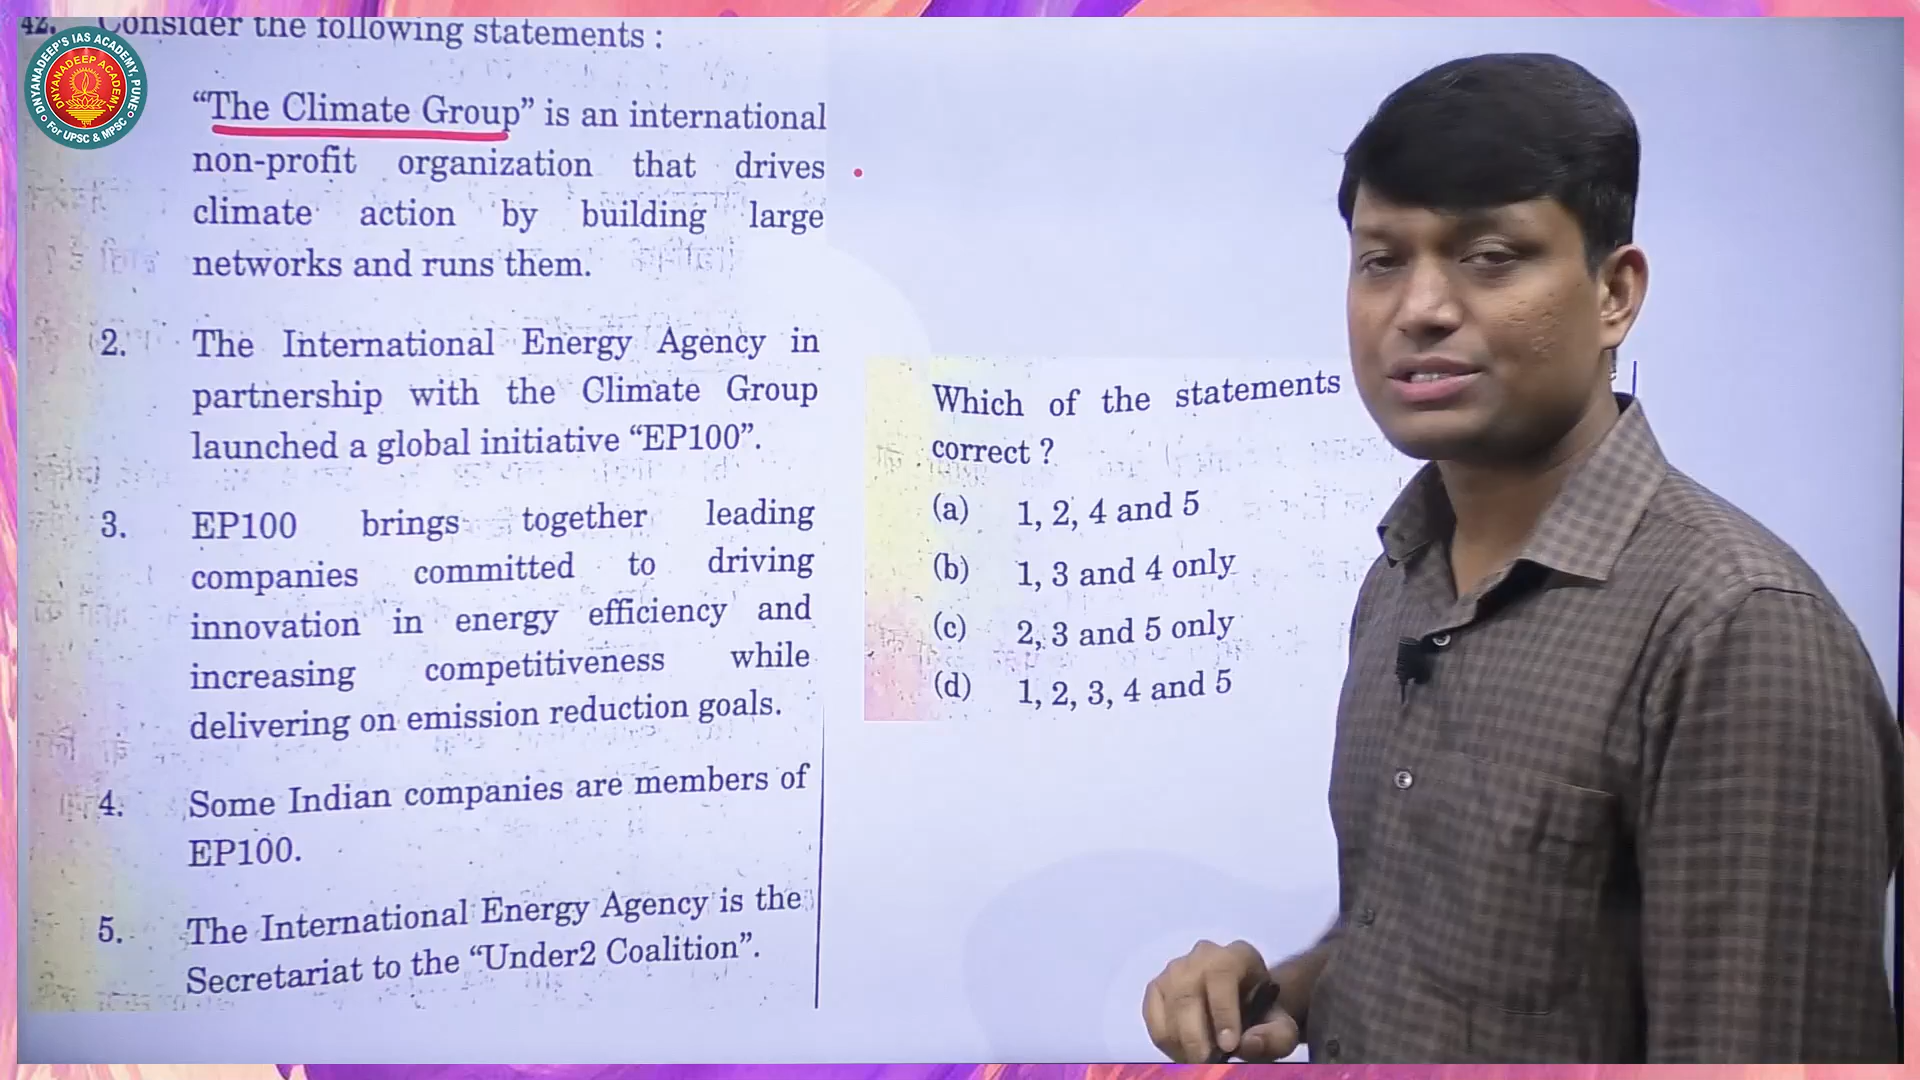 42. Consider the following statements :
DNYANADEEP'S IAS ACADEMY, PUNE
DNYANADEEP ACADEMY
For UPSC & MPSC
“The Climate Group” is an international
non-profit organization that drives
climate action by building large
networks and runs them.
2. The International Energy Agency in
partnership with the Climate Group
launched a global initiative “EP100”.
3. EP100 brings together leading
companies committed to driving
innovation in energy efficiency and
increasing competitiveness while
delivering on emission reduction goals.
4. Some Indian companies are members of
EP100.
5. The International Energy Agency is the
Secretariat to the “Under2 Coalition”.
Which of the statements
correct ?
(a) 1, 2, 4 and 5
(b) 1, 3 and 4 only
(c) 2, 3 and 5 only
(d) 1, 2, 3, 4 and 5